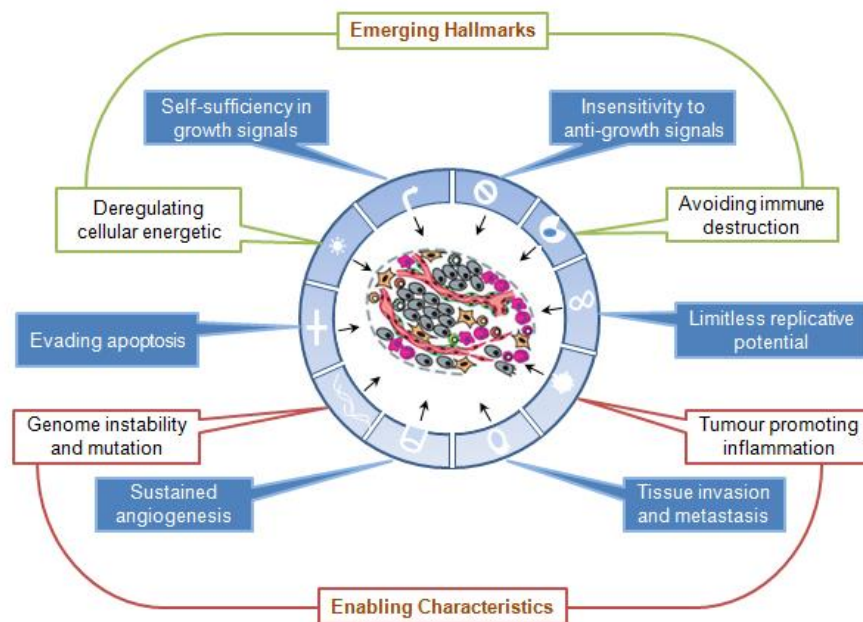 Emerging Hallmarks
Self-sufficiency in
growth signals
Insensitivity to
anti-growth signals
Deregulating
cellular energetic
Avoiding immune
destruction
Evading apoptosis
Limitless replicative
potential
Genome instability
and mutation
Tumour promoting
inflammation
Sustained
angiogenesis
Tissue invasion
and metastasis
Enabling Characteristics